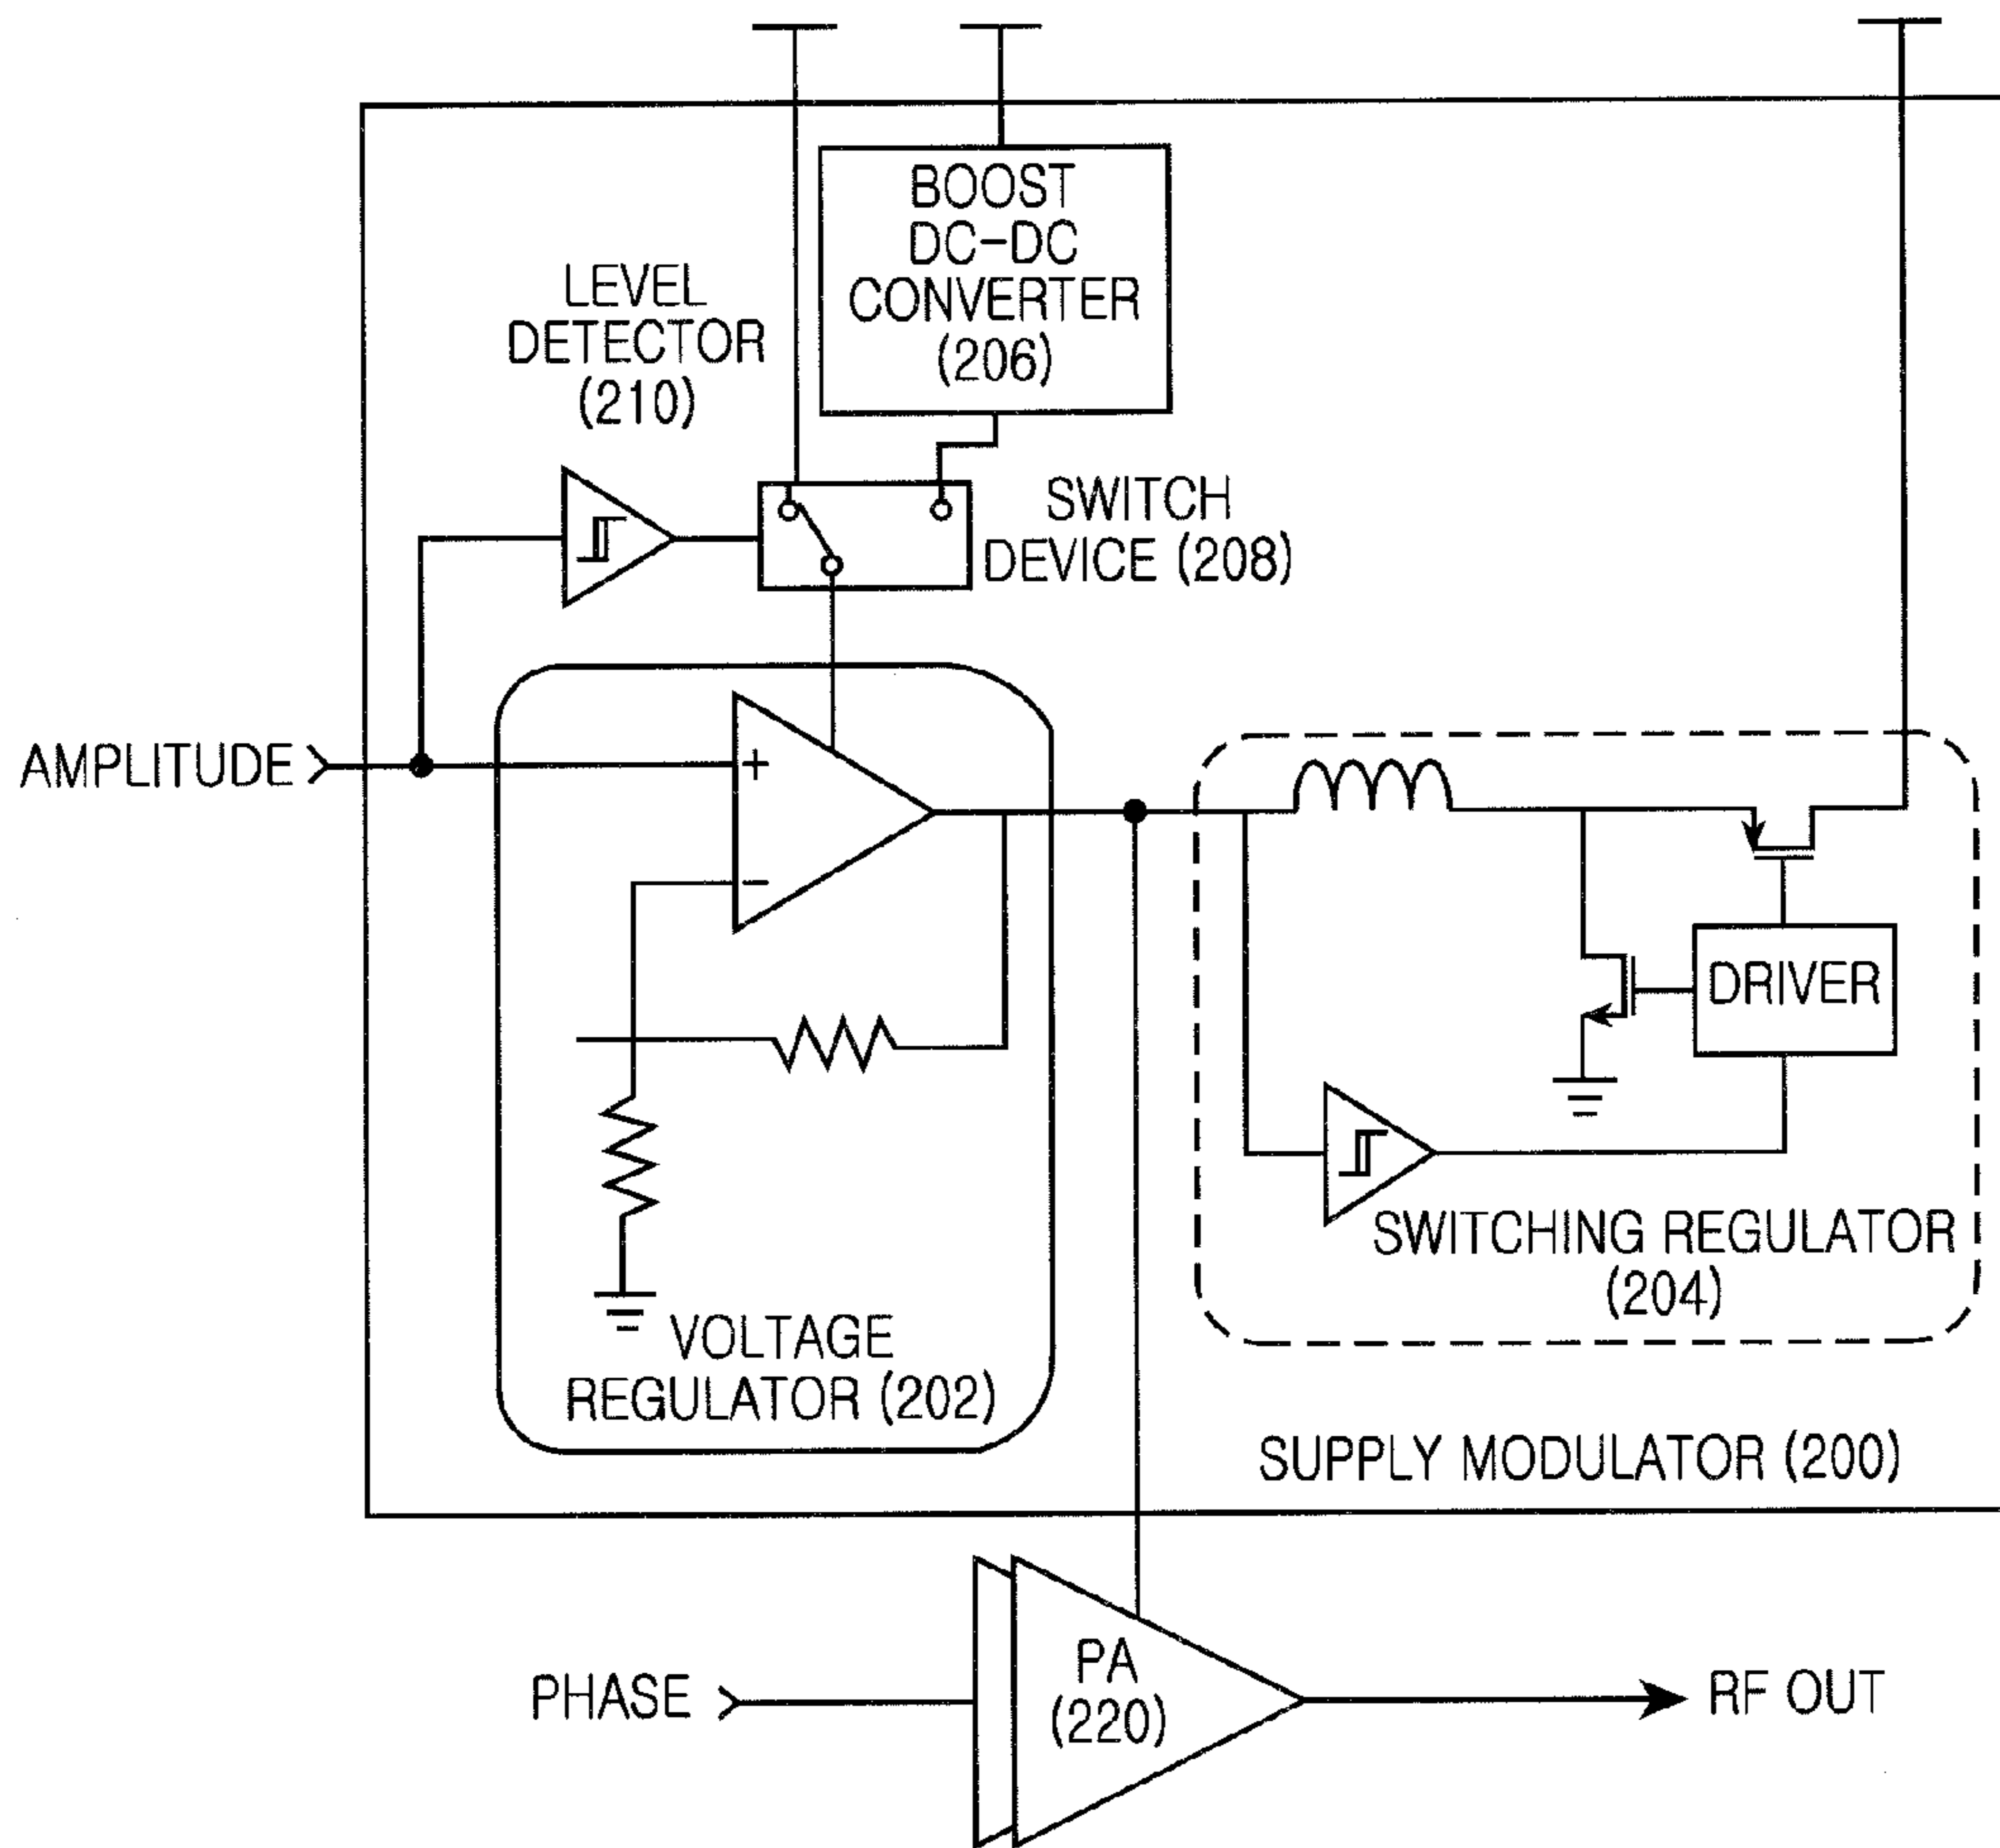 BOOST
DC-DC
CONVERTER
(206)
LEVEL
DETECTOR
(210)
SWITCH
DEVICE (208)
AMPLITUDE
+
−
DRIVER
SWITCHING REGULATOR
(204)
VOLTAGE
REGULATOR (202)
SUPPLY MODULATOR (200)
PHASE
PA
(220)
RF OUT